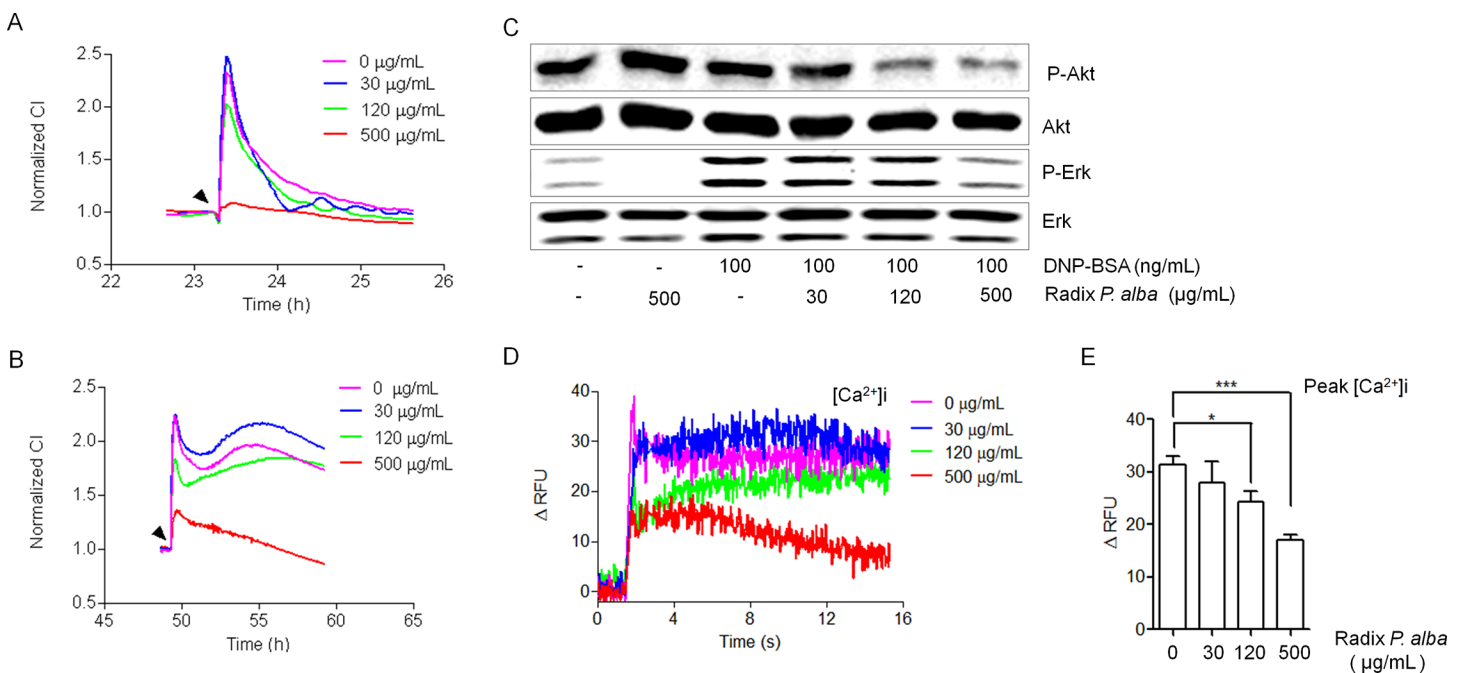 A
2.5
2.0
1.5
1.0
0.5
22
23
24
25
26
Normalized CI
Time (h)
0 µg/mL
30 µg/mL
120 µg/mL
500 µg/mL
B
2.5
2.0
1.5
1.0
0.5
45
50
55
60
65
Normalized CI
Time (h)
0 µg/mL
30 µg/mL
120 µg/mL
500 µg/mL
C
P-Akt
Akt
P-Erk
Erk
- - 100 100 100 100 DNP-BSA (ng/mL)
- 500 - 30 120 500 Radix P. alba (µg/mL)
D
[Ca²⁺]i
40
30
20
10
0
0
4
8
12
16
Δ RFU
Time (s)
0 µg/mL
30 µg/mL
120 µg/mL
500 µg/mL
E
Peak [Ca²⁺]i
***
*
40
30
20
10
0
Δ RFU
0 30 120 500
Radix P. alba
( µg/mL)